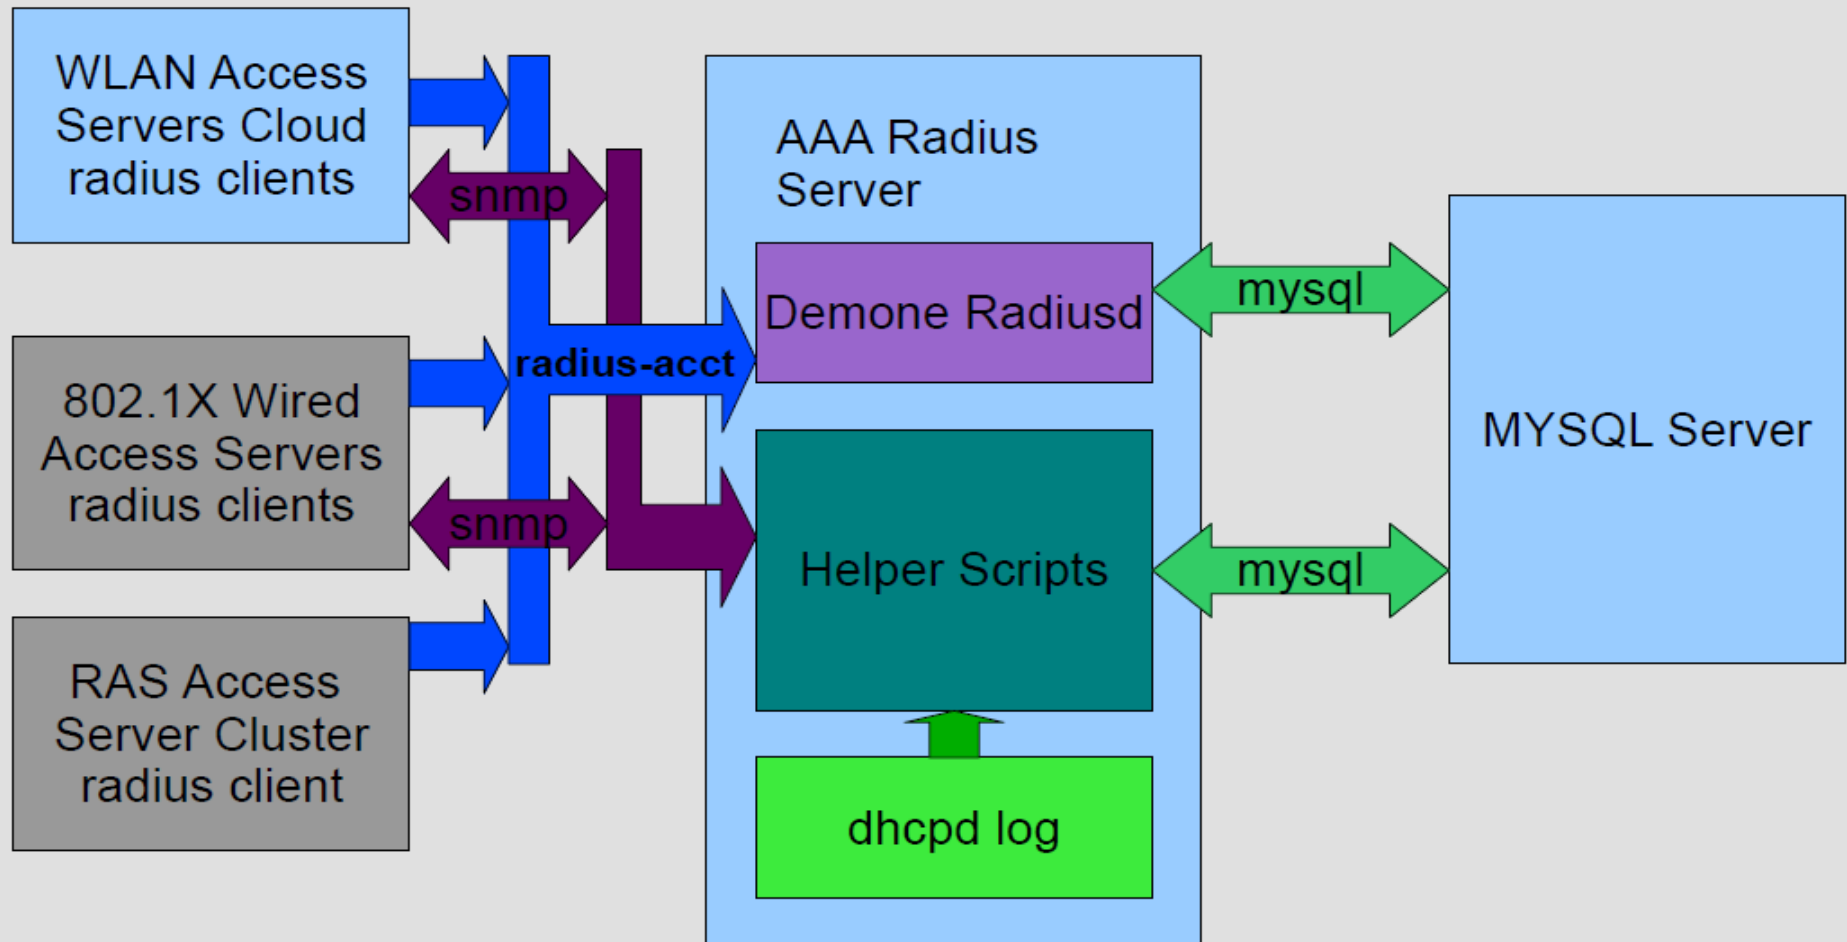 WLAN Access
Servers Cloud
radius clients
snmp
802.1X Wired
Access Servers
radius clients
snmp
RAS Access
Server Cluster
radius client
radius-acct
AAA Radius
Server
Demone Radiusd
Helper Scripts
dhcpd log
mysql
mysql
MYSQL Server